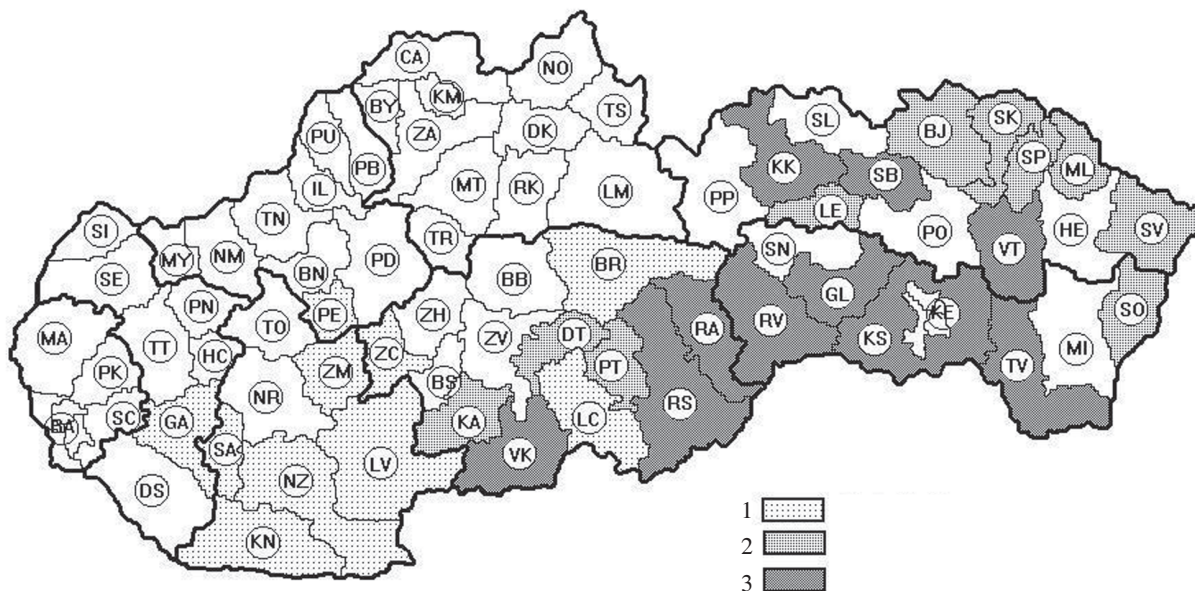 CA
NO
BY
KM
TS
PU
ZA
DK
SL
BJ
SK
SP
PB
KK
SB
ML
IL
MT
RK
LM
PP
LE
TN
SI
TR
PO
HE
SV
MY
NM
PD
SN
VT
SE
BN
BB
BR
GL
PN
PE
ZH
SO
MA
TT
TO
RA
RV
KS
KE
HC
ZC
ZV
DT
MI
PK
NR
ZM
BS
PT
TV
SC
GA
KA
LC
RS
BA
SA
VK
DS
NZ
LV
KN
1
2
3